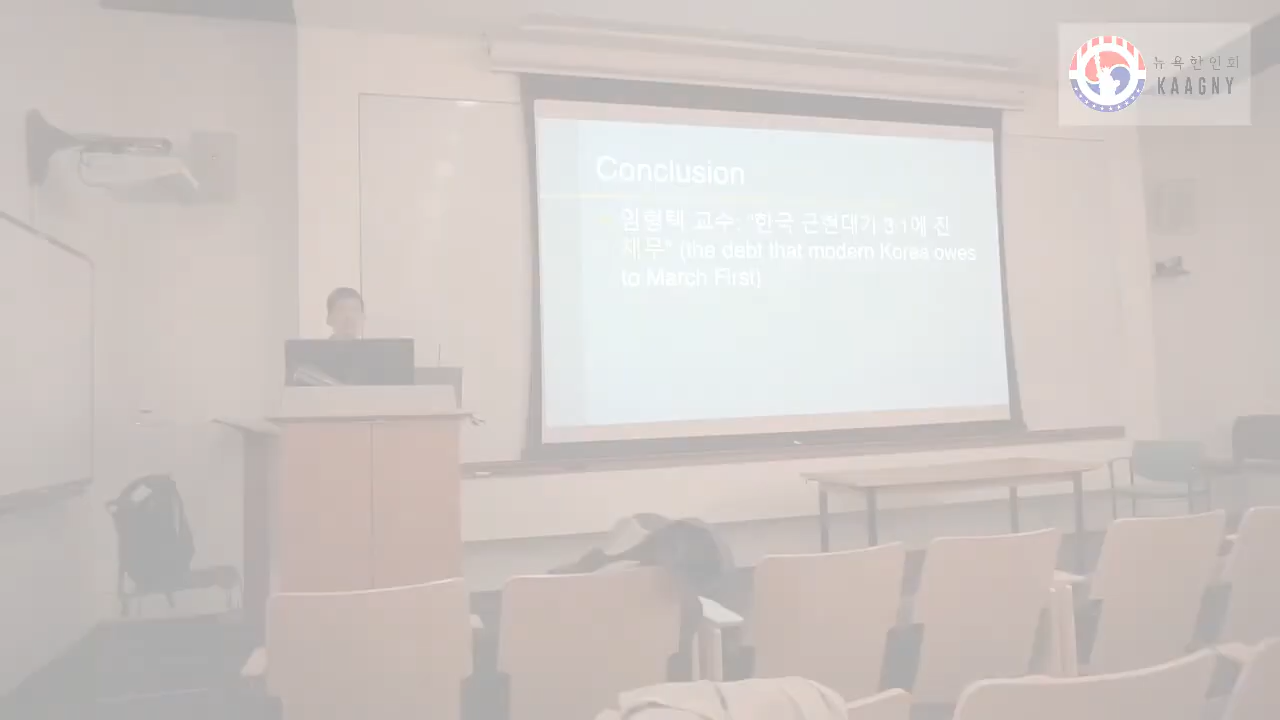 뉴욕한인회
KAAGNY
Conclusion
임형택 교수: "한국 근현대가 3.1에 진
채무" (the debt that modern Korea owes
to March First)